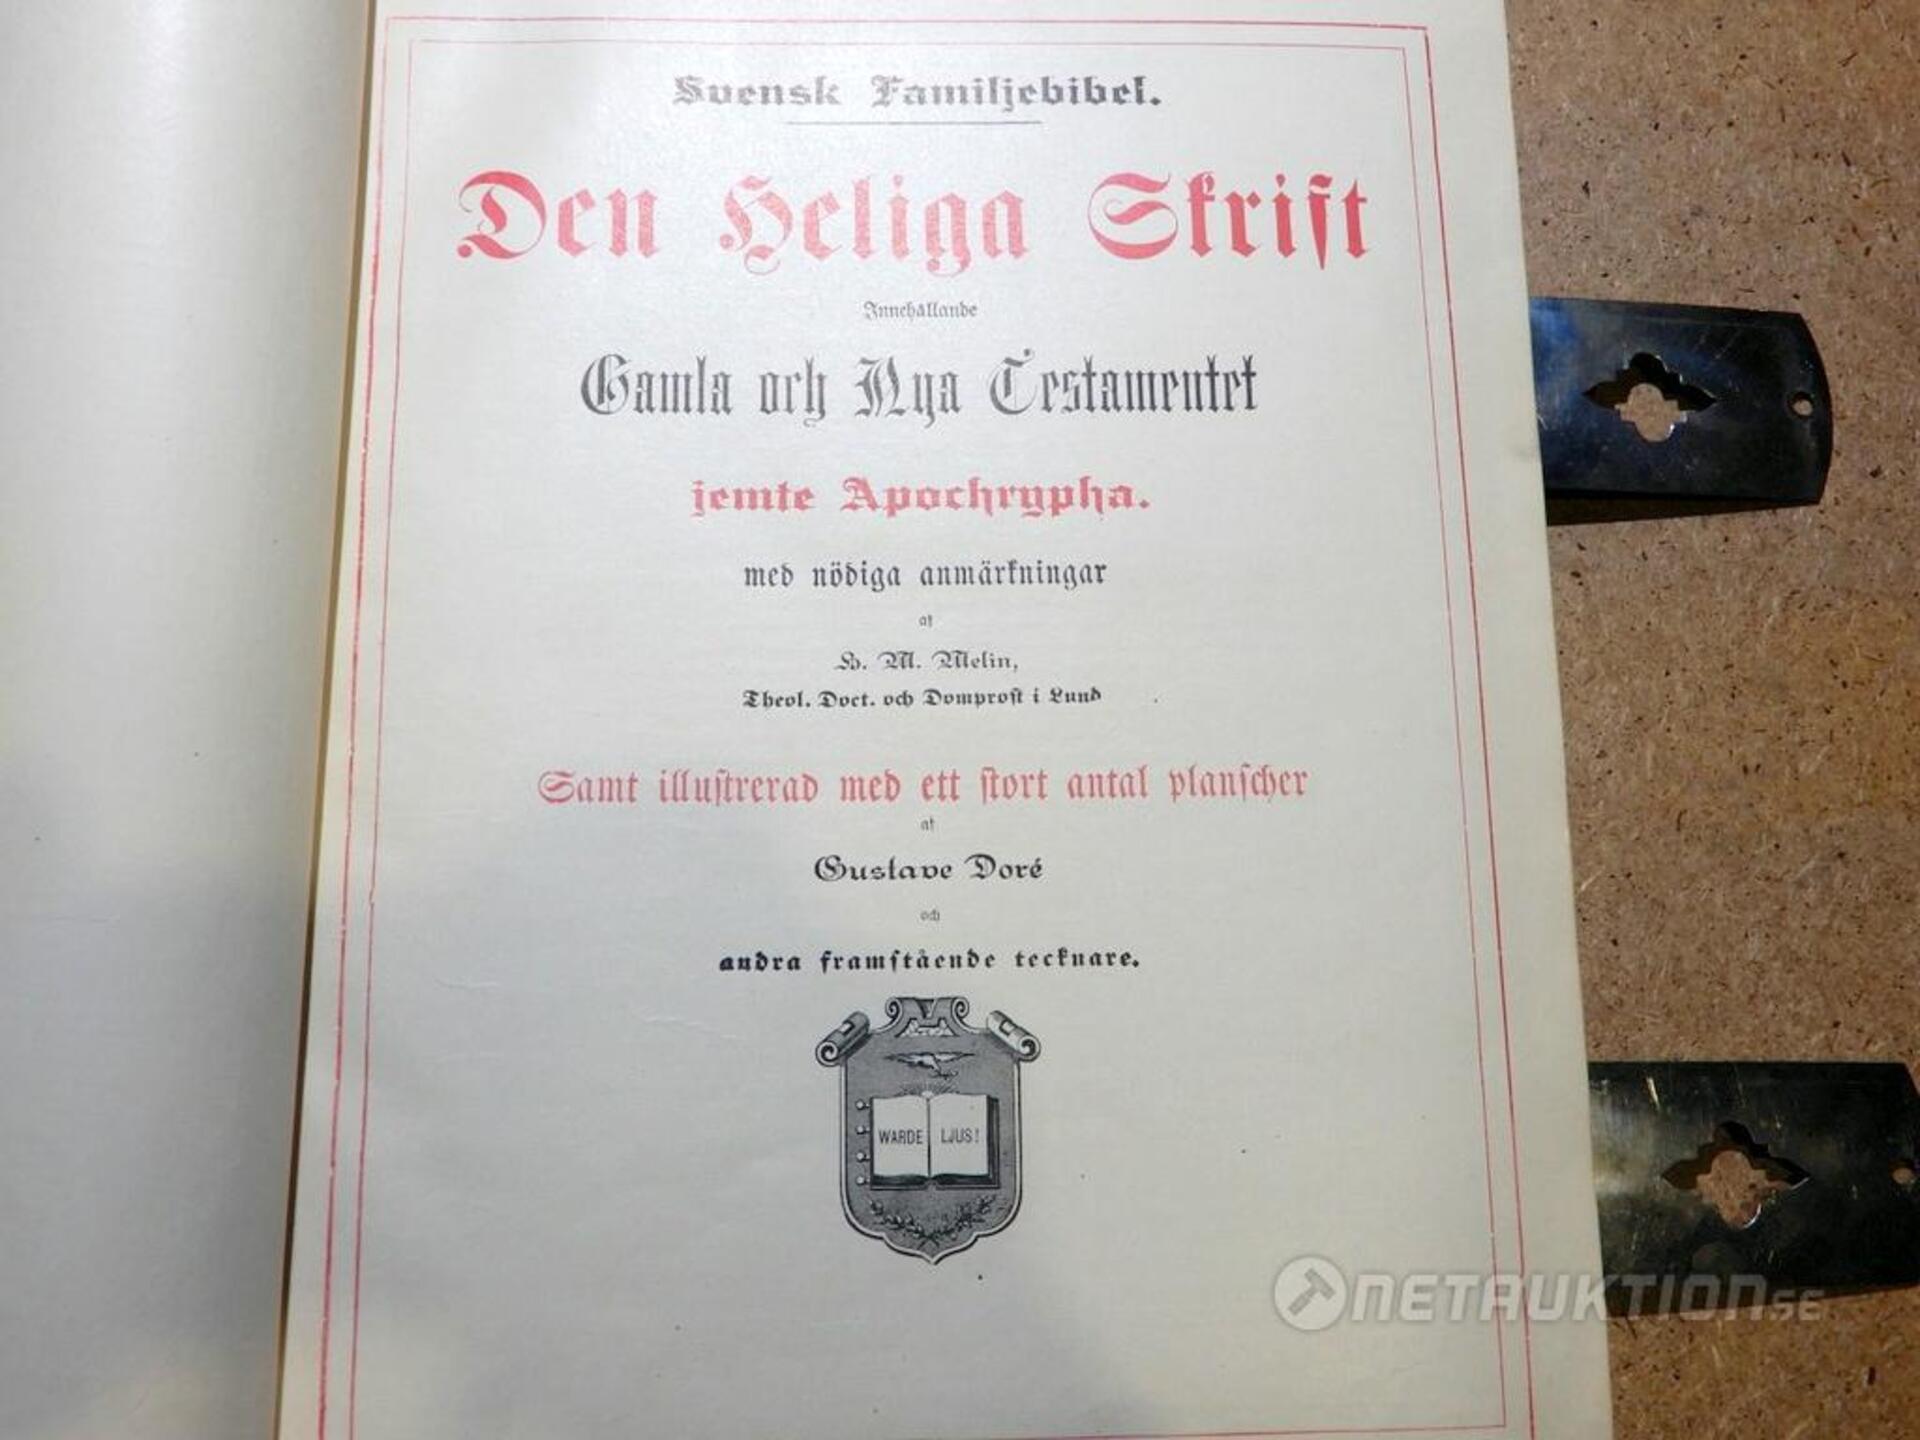 Svensk Familjebibel.
Den Heliga Skrift
Innehållande
Gamla och Nya Testamentet
jemte Apochrypha.
med nödiga anmärkningar
af
H. M. Melin,
Theol. Doct. och Domprost i Lund
Samt illustrerad med ett stort antal planscher
af
Gustave Doré
och
andra framstående tecknare.
WARDE LJUS!
NETAUKTION.SE